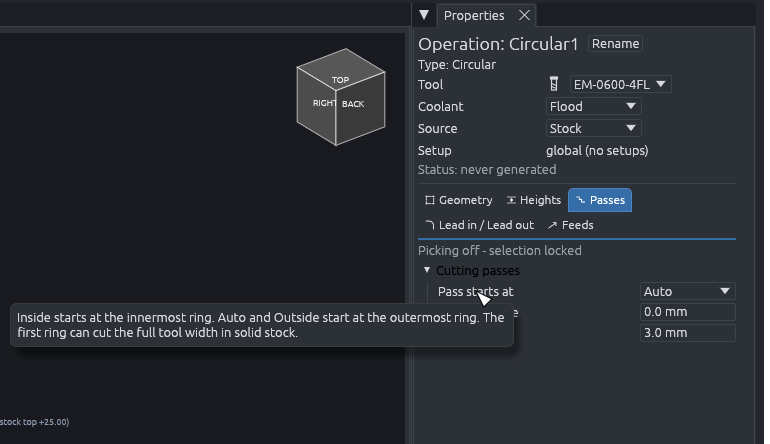 Properties
Operation: Circular1 Rename
Type: Circular
Tool EM-0600-4FL
Coolant Flood
Source Stock
Setup global (no setups)
Status: never generated
Geometry Heights Passes
Lead in / Lead out Feeds
Picking off - selection locked
Cutting passes
Pass starts at Auto
0.0 mm
3.0 mm
TOP
RIGHT BACK
Inside starts at the innermost ring. Auto and Outside start at the outermost ring. The
first ring can cut the full tool width in solid stock.
stock top +25.00)